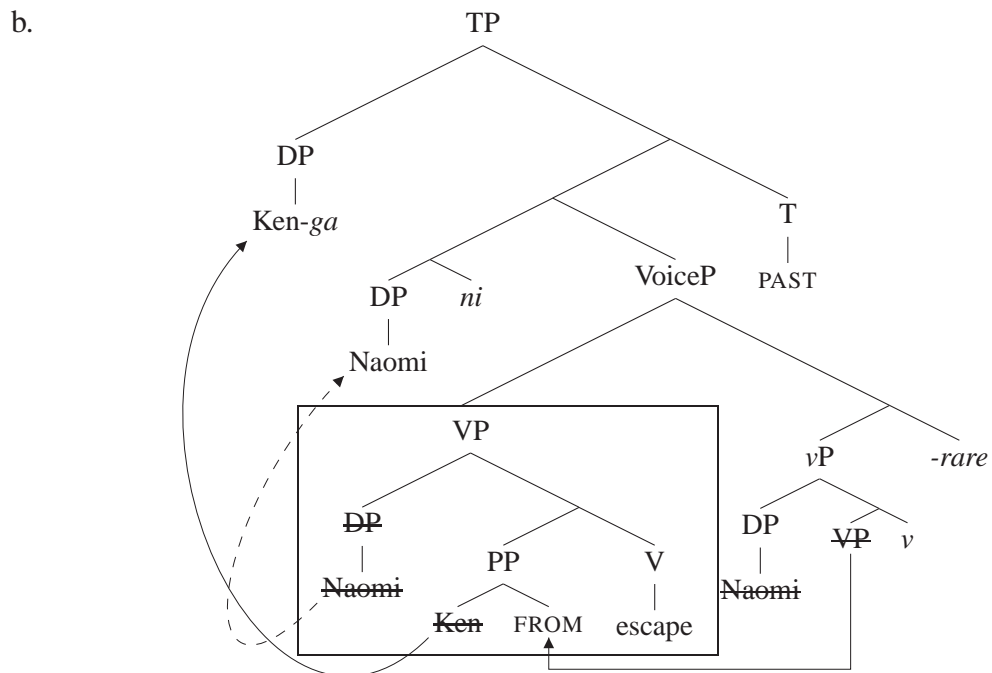 b.
TP
DP
Ken-ga
T
PAST
DP
ni
VoiceP
Naomi
VP
vP
-rare
DP
PP
V
DP
VP
v
Naomi
Ken
FROM
escape
Naomi